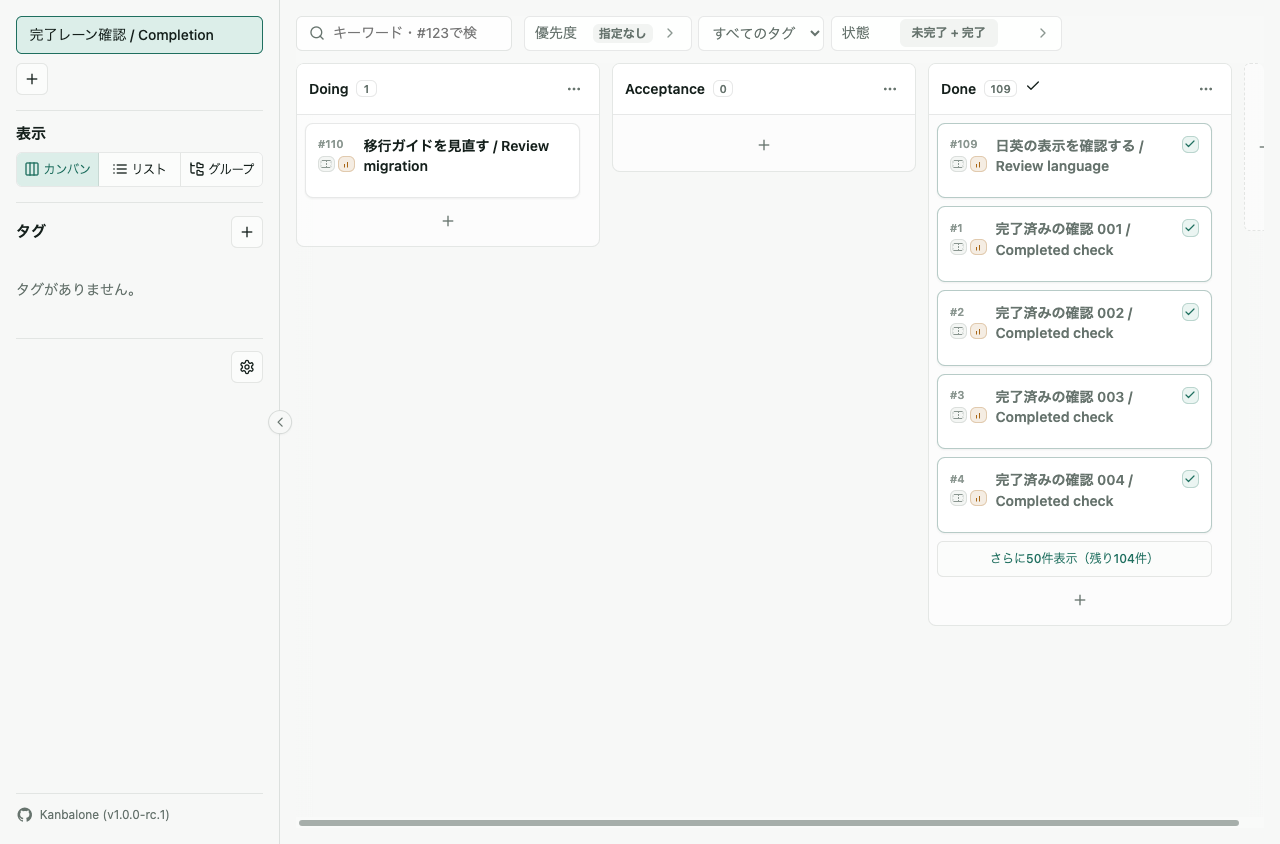 完了レーン確認 / Completion
表示
カンバン
リスト
グループ
タグ
タグがありません。
Kanbalone (v1.0.0-rc.1)
キーワード・#123で検
優先度
指定なし
すべてのタグ
状態
未完了 + 完了
Doing
1
#110
移行ガイドを見直す / Review
migration
Acceptance
0
Done
109
#109
日英の表示を確認する /
Review language
#1
完了済みの確認 001 /
Completed check
#2
完了済みの確認 002 /
Completed check
#3
完了済みの確認 003 /
Completed check
#4
完了済みの確認 004 /
Completed check
さらに50件表示（残り104件）